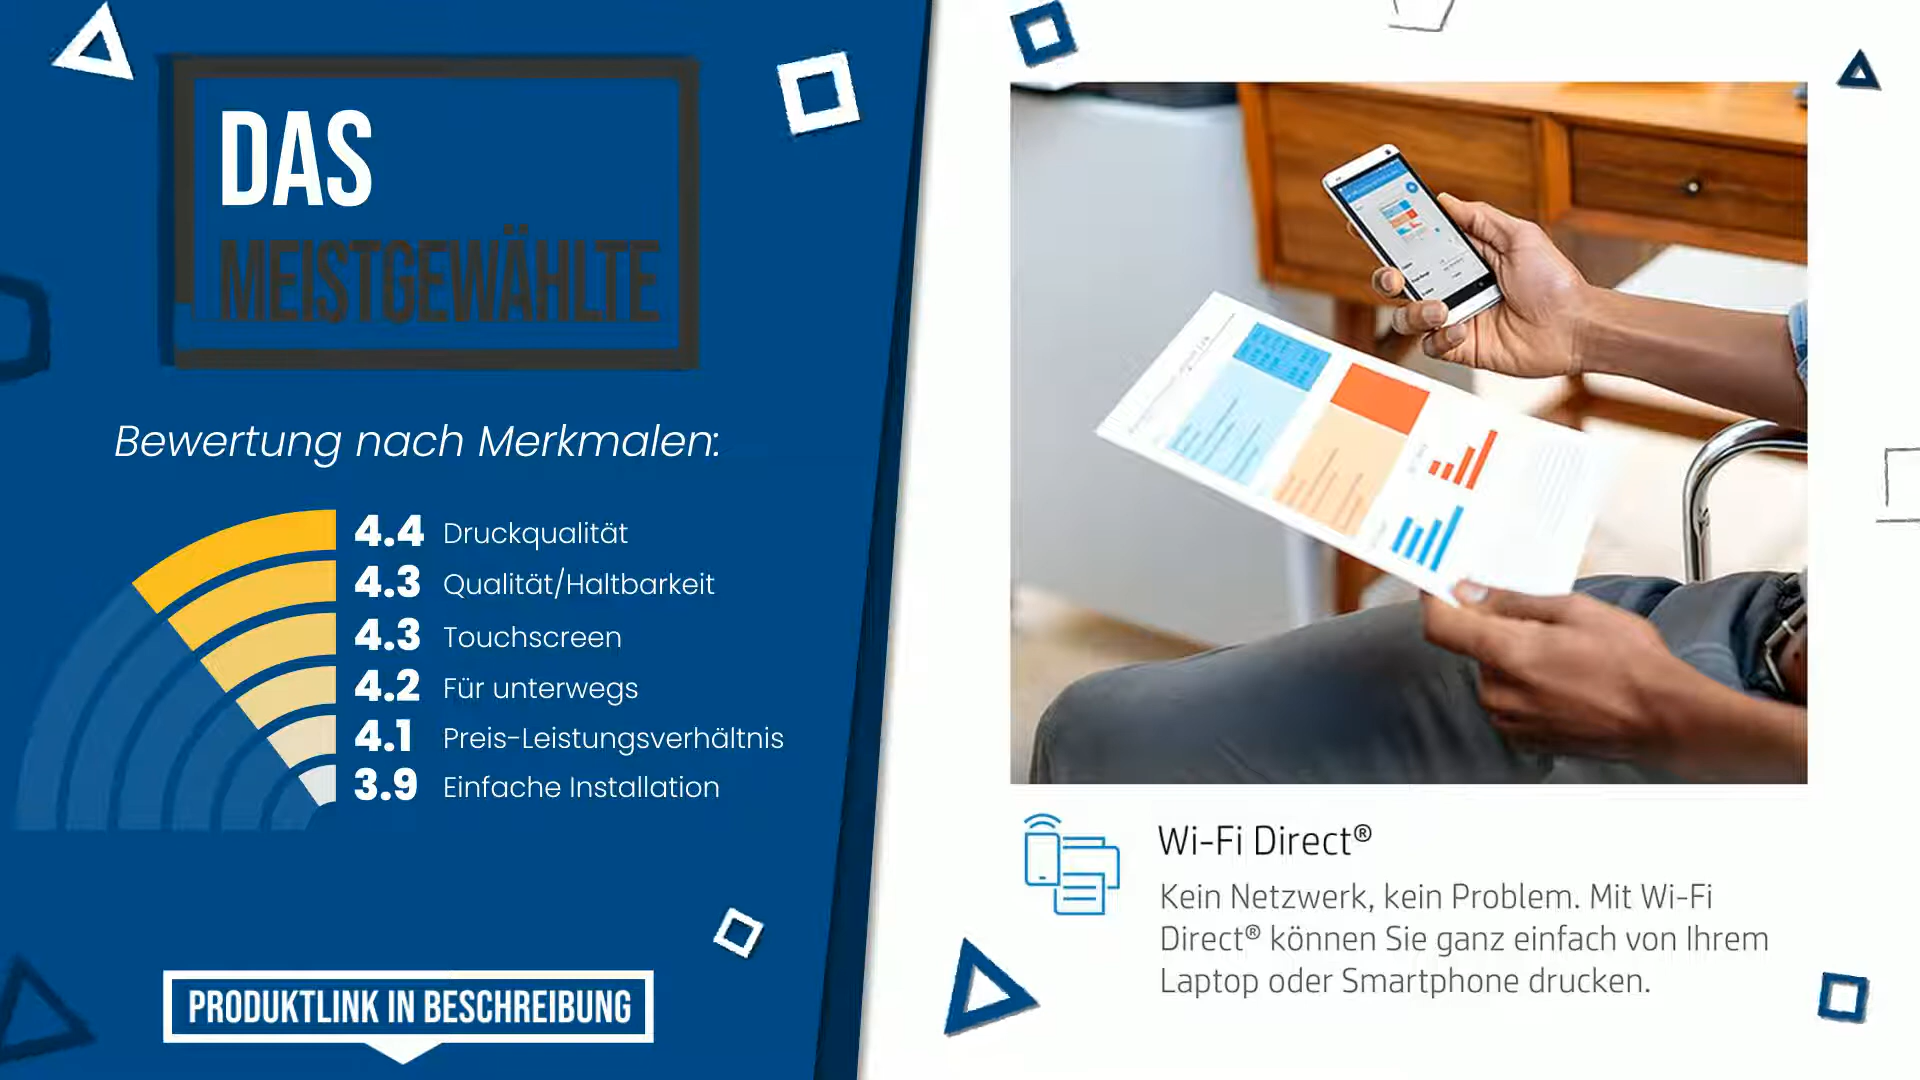 DAS
MEISTGEWÄHLTE
Bewertung nach Merkmalen:
4.4 Druckqualität
4.3 Qualität/Haltbarkeit
4.3 Touchscreen
4.2 Für unterwegs
4.1 Preis-Leistungsverhältnis
3.9 Einfache Installation
PRODUKTLINK IN BESCHREIBUNG
Wi-Fi Direct®
Kein Netzwerk, kein Problem. Mit Wi-Fi
Direct® können Sie ganz einfach von Ihrem
Laptop oder Smartphone drucken.